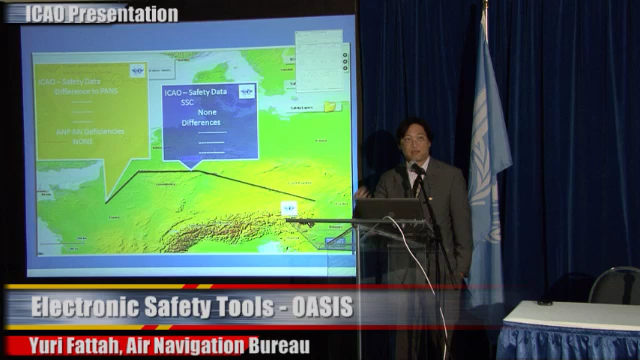 ICAO Presentation
ICAO – Safety Data
Difference to PANS
ANP/AN Deficiencies
NONE
ICAO – Safety Data
SSC
None
Differences
Electronic Safety Tools - OASIS
Yuri Fattah, Air Navigation Bureau